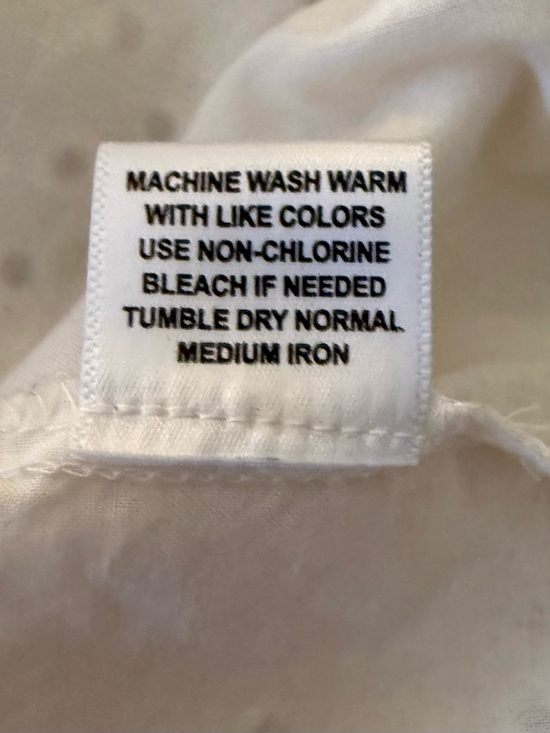 MACHINE WASH WARM
WITH LIKE COLORS
USE NON-CHLORINE
BLEACH IF NEEDED
TUMBLE DRY NORMAL
MEDIUM IRON